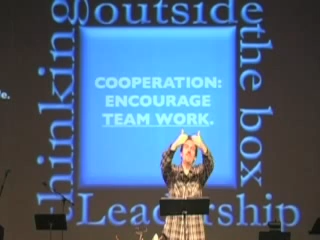 thinking
outside
the box
COOPERATION:
ENCOURAGE
TEAM WORK.
Leadership